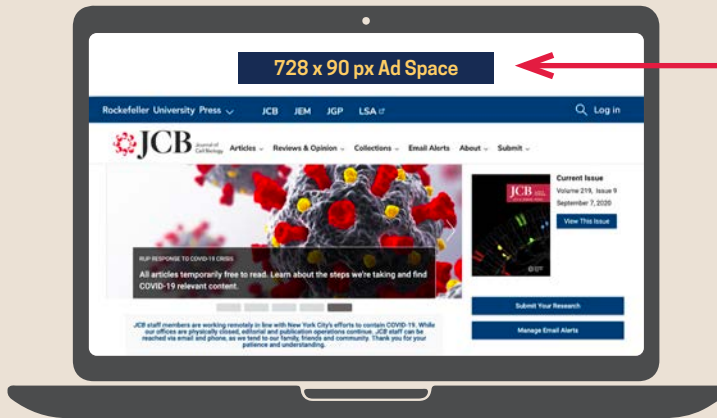 728 x 90 px Ad Space
Rockefeller University Press JCB JEM JGP LSA Log in
JCB Journal of Cell Biology Articles Reviews & Opinion Collections Email Alerts About Submit
RUP RESPONSE TO COVID-19 CRISIS
All articles temporarily free to read. Learn about the steps we're taking and find
COVID-19 relevant content.
JCB
Current Issue
Volume 219, Issue 9
September 7, 2020
View This Issue
Submit Your Research
Manage Email Alerts
JCB staff members are working remotely in line with New York City's efforts to contain COVID-19. While
our offices are physically closed, editorial and publication operations continue. JCB staff can be
reached via email and phone, as we tend to our family, friends and community. Thank you for your
patience and understanding.